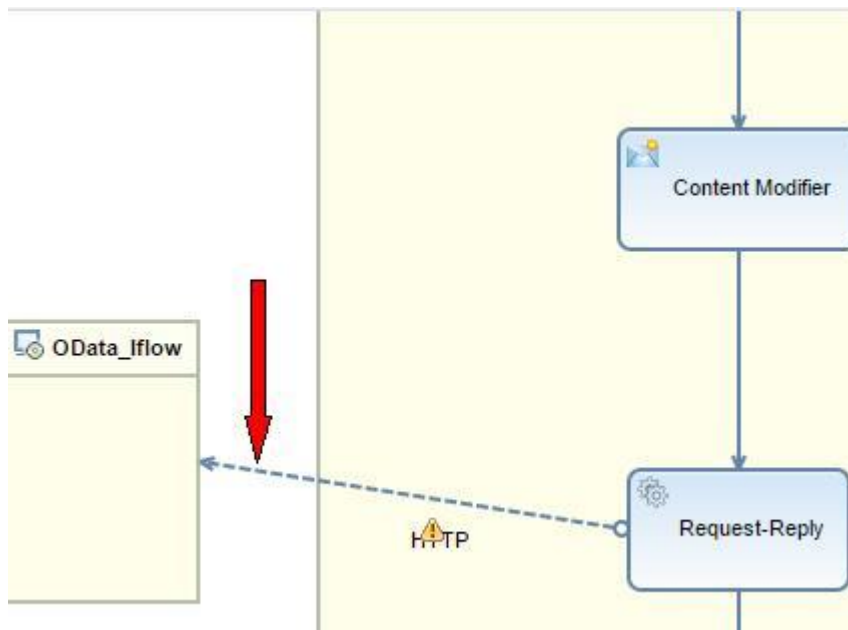 Content Modifier
OData_Iflow
Request-Reply
HTTP